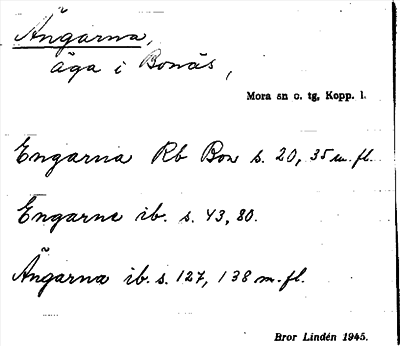 Ängarna,
äga i Bonäs,
Mora sn o. tg, Kopp. l.
Engarna Rb Bon s. 20, 35 m. fl.
Engarne ib. s. 43, 80.
Ängarna ib. s. 127, 138 m. fl.
Bror Lindén 1945.